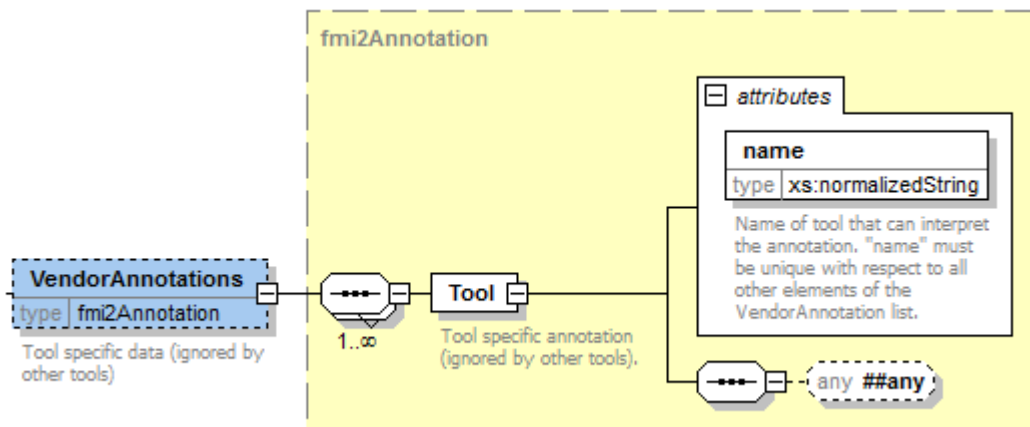 fmi2Annotation
attributes
name
type xs:normalizedString
Name of tool that can interpret
the annotation. "name" must
be unique with respect to all
other elements of the
VendorAnnotation list.
VendorAnnotations
type fmi2Annotation
Tool specific data (ignored by
other tools)
1..∞
Tool
Tool specific annotation
(ignored by other tools).
any ##any